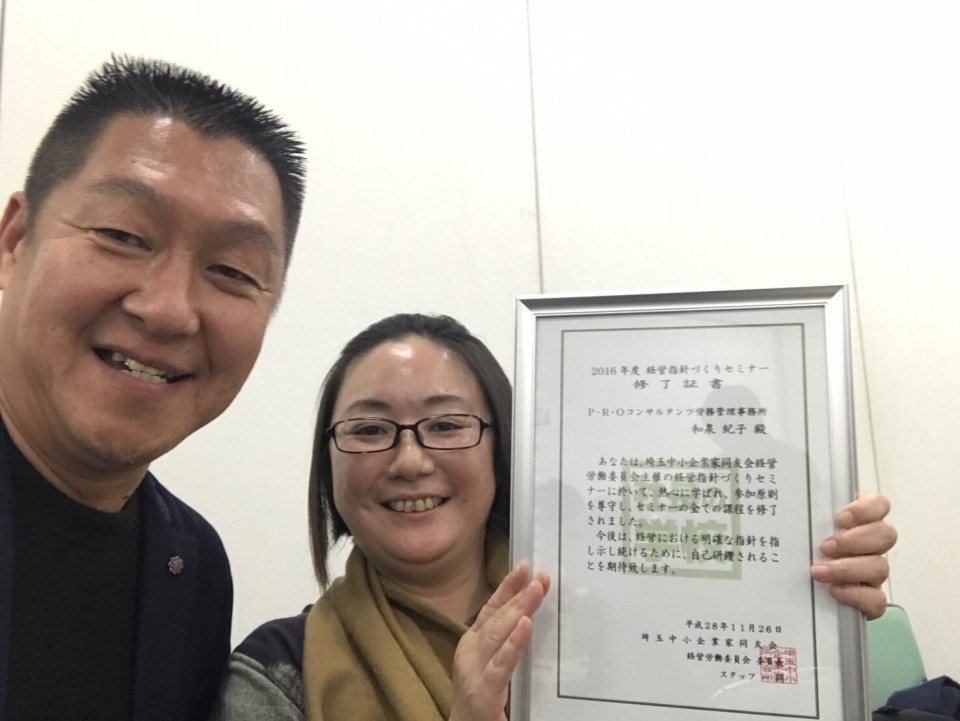 2016年度 経営指針づくりセミナー
修了証書
P・R・Oコンサルタンツ労務管理事務所
和泉 紀子 殿
あなたは、埼玉中小企業家同友会経営
労働委員会主催の経営指針づくりセミ
ナーに於いて、熱心に学ばれ、参加原則
を尊守し、セミナーの全ての課程を修了
されました。
今後は、経営における明確な指針を指
し示し続けるために、自己研鑽されるこ
とを期待致します。
平成28年11月26日
埼玉中小企業家同友会
経営労働委員会 委員長
スタッフ 一同